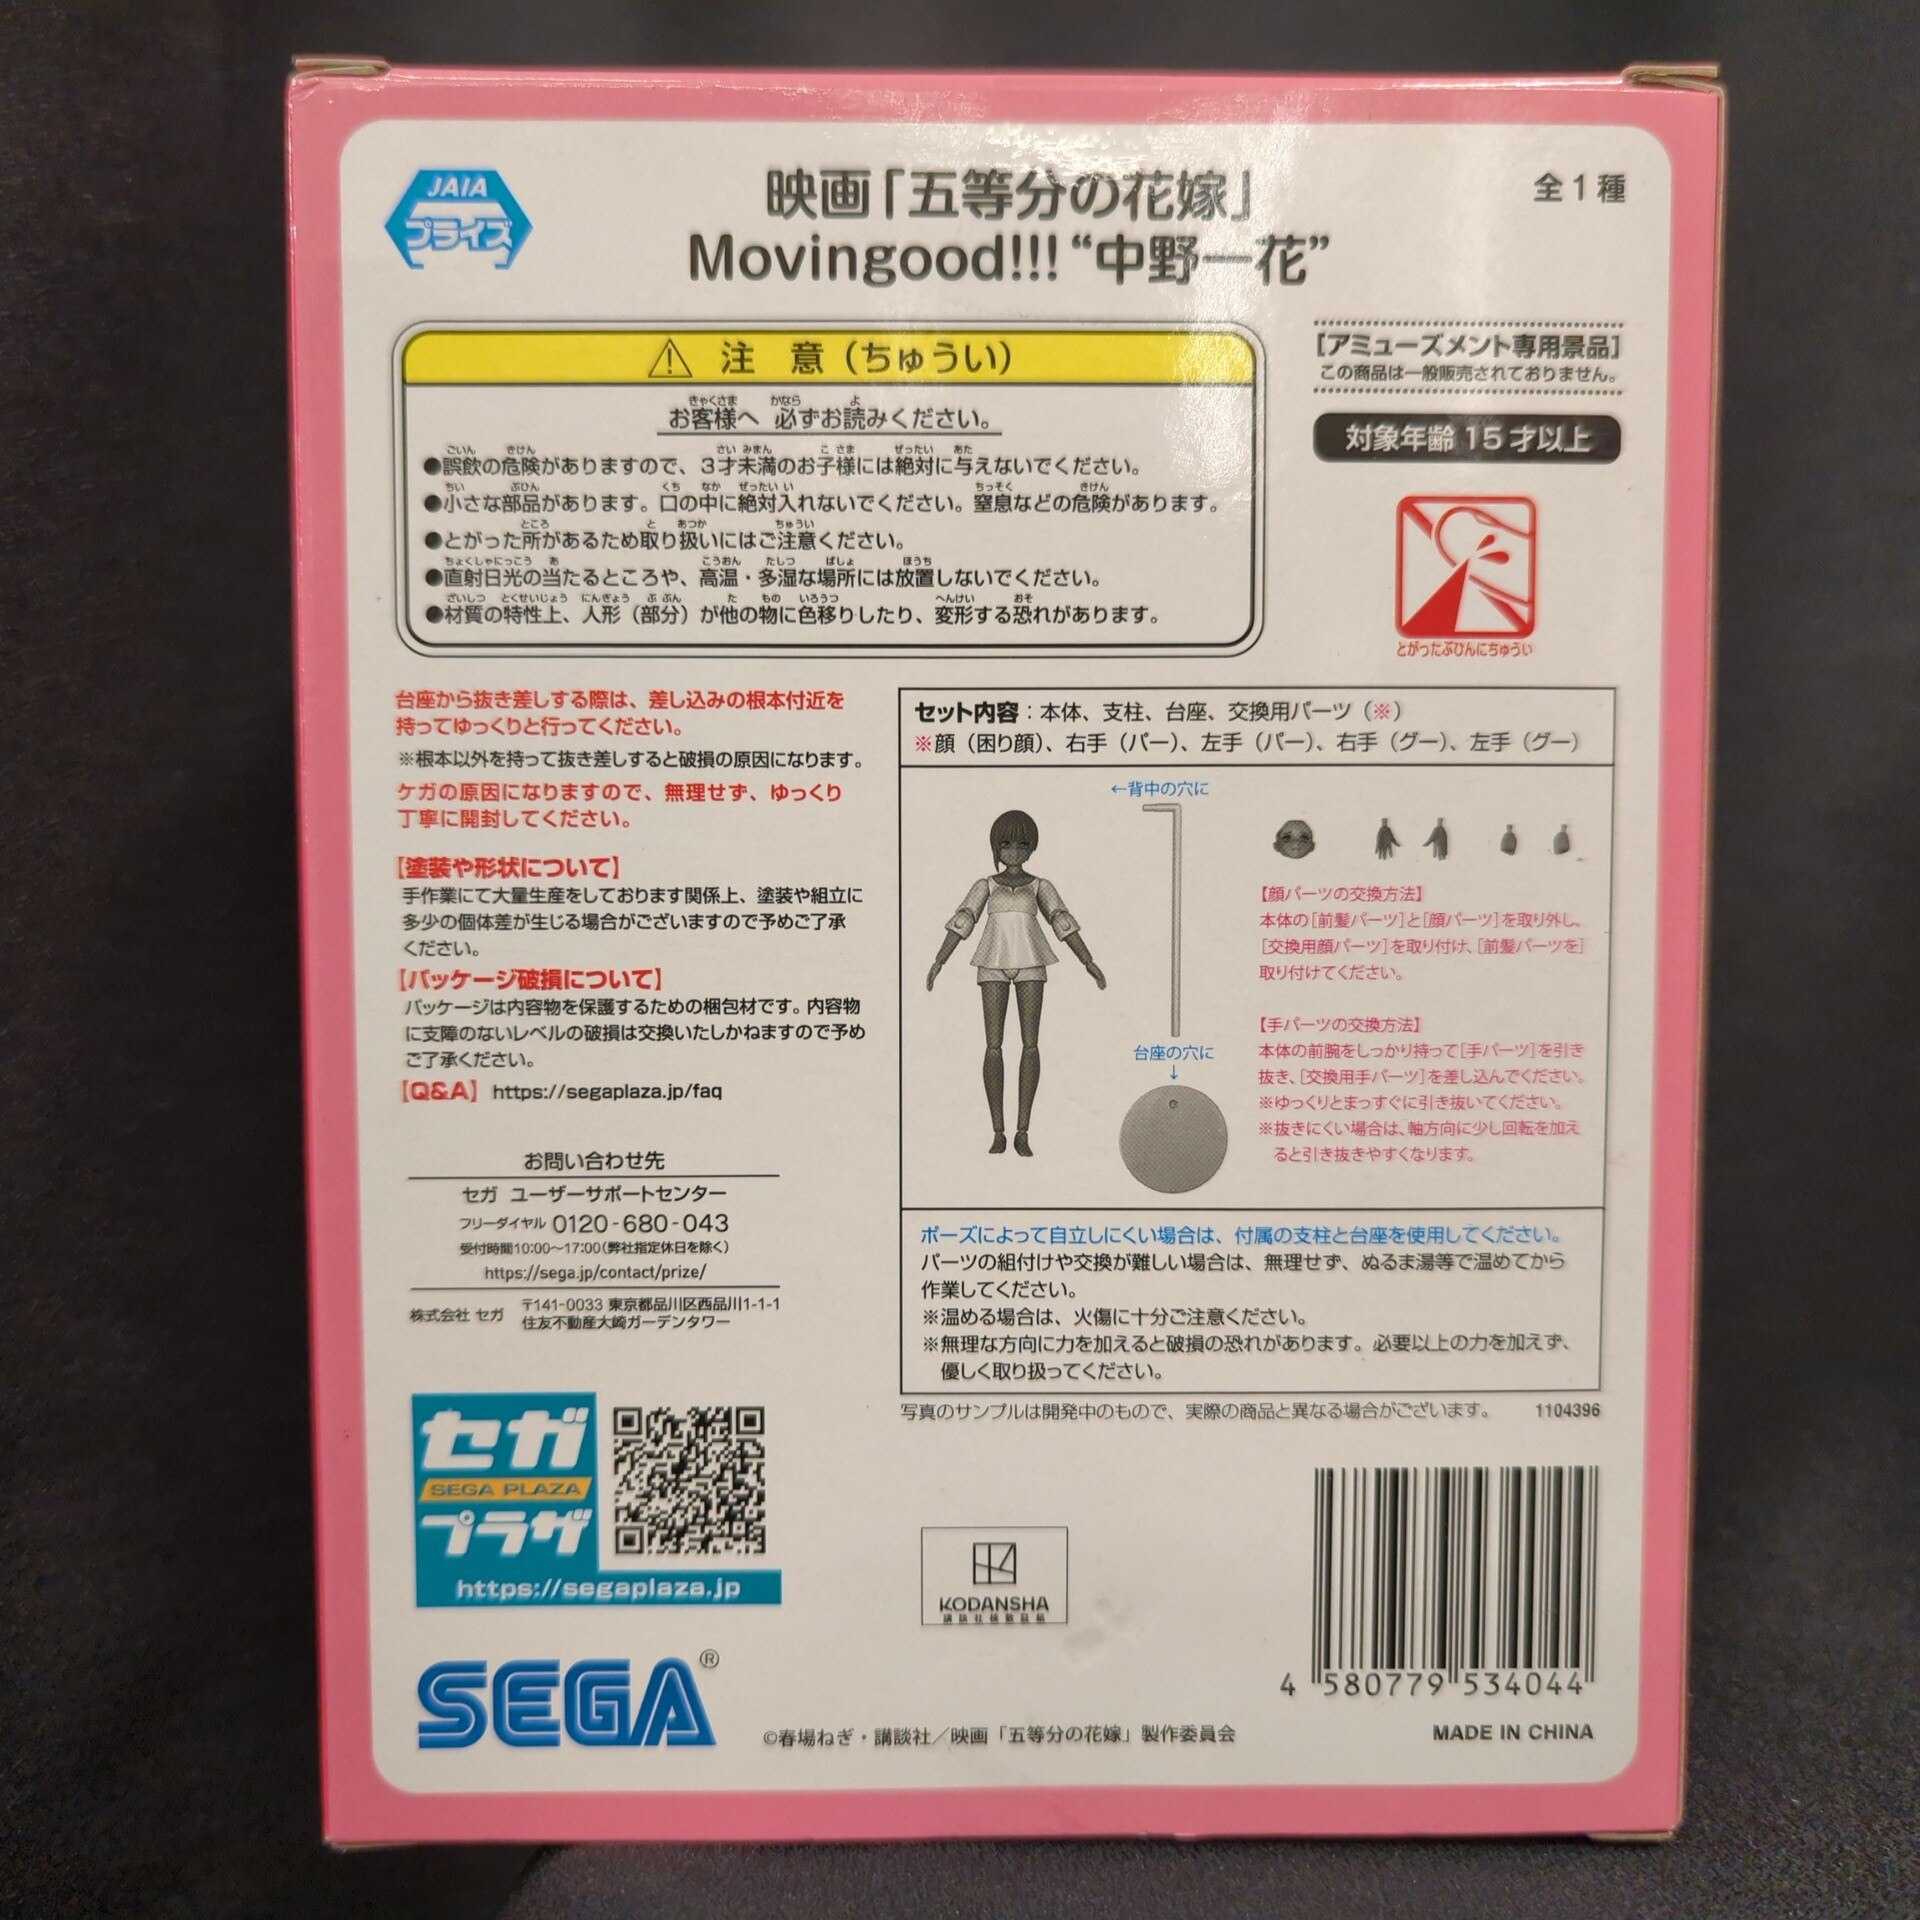 JAIA
プライズ
映画「五等分の花嫁」
Movingood!!!“中野一花”
全1種
注 意（ちゅうい）
お客様へ 必ずお読みください。
●誤飲の危険がありますので、3才未満のお子様には絶対に与えないでください。
●小さな部品があります。口の中に絶対入れないでください。窒息などの危険があります。
●とがった所があるため取り扱いにはご注意ください。
●直射日光の当たるところや、高温・多湿な場所には放置しないでください。
●材質の特性上、人形（部分）が他の物に色移りしたり、変形する恐れがあります。
［アミューズメント専用景品］
この商品は一般販売されておりません。
対象年齢 15才以上
とがったぶひんにちゅうい
台座から抜き差しする際は、差し込みの根本付近を
持ってゆっくりと行ってください。
※根本以外を持って抜き差しすると破損の原因になります。
ケガの原因になりますので、無理せず、ゆっくり
丁寧に開封してください。
【塗装や形状について】
手作業にて大量生産をしております関係上、塗装や組立に
多少の個体差が生じる場合がございますので予めご了承
ください。
【パッケージ破損について】
パッケージは内容物を保護するための梱包材です。内容物
に支障のないレベルの破損は交換いたしかねますので予め
ご了承ください。
【Q&A】 https://segaplaza.jp/faq
お問い合わせ先
セガ ユーザーサポートセンター
フリーダイヤル 0120-680-043
受付時間10:00～17:00（弊社指定休日を除く）
https://sega.jp/contact/prize/
株式会社 セガ 〒141-0033 東京都品川区西品川1-1-1
住友不動産大崎ガーデンタワー
セット内容：本体、支柱、台座、交換用パーツ（※）
※顔（困り顔）、右手（パー）、左手（パー）、右手（グー）、左手（グー）
←背中の穴に
台座の穴に
↓
【顔パーツの交換方法】
本体の［前髪パーツ］と［顔パーツ］を取り外し、
［交換用顔パーツ］を取り付け、［前髪パーツを］
取り付けてください。
【手パーツの交換方法】
本体の前腕をしっかり持って［手パーツ］を引き
抜き、［交換用手パーツ］を差し込んでください。
※ゆっくりとまっすぐに引き抜いてください。
※抜きにくい場合は、軸方向に少し回転を加え
ると引き抜きやすくなります。
ポーズによって自立しにくい場合は、付属の支柱と台座を使用してください。
パーツの組付けや交換が難しい場合は、無理せず、ぬるま湯等で温めてから
作業してください。
※温める場合は、火傷に十分ご注意ください。
※無理な方向に力を加えると破損の恐れがあります。必要以上の力を加えず、
優しく取り扱ってください。
写真のサンプルは開発中のもので、実際の商品と異なる場合がございます。 1104396
セガ
SEGA PLAZA
プラザ
https://segaplaza.jp
KODANSHA
講談社検数証紙
4 580779 534044
SEGA®
©春場ねぎ・講談社／映画「五等分の花嫁」製作委員会
MADE IN CHINA